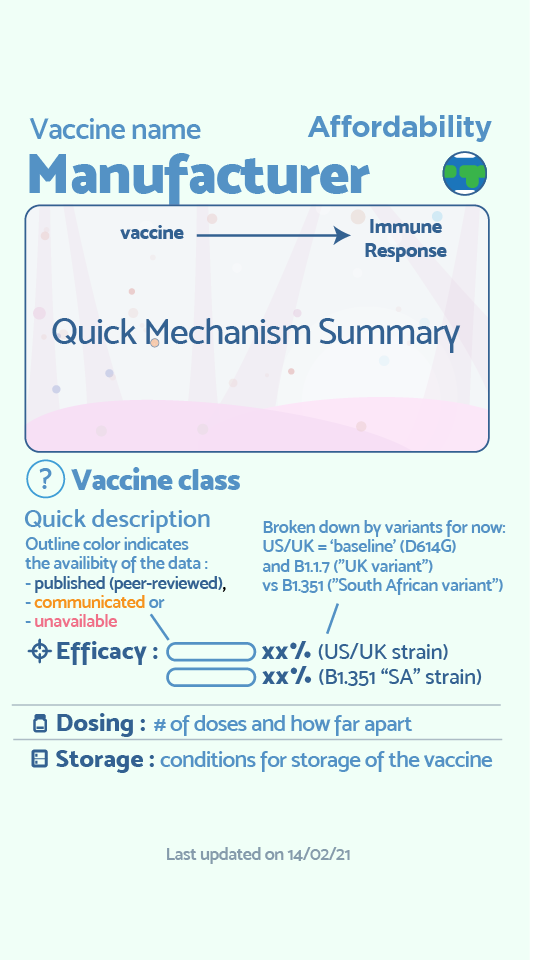 Vaccine name
Affordability
Manufacturer
vaccine
Immune
Response
Quick Mechanism Summary
? Vaccine class
Quick description
Outline color indicates
the availibity of the data :
- published (peer-reviewed),
- communicated or
- unavailable
Broken down by variants for now:
US/UK = ‘baseline’ (D614G)
and B1.1.7 ("UK variant”)
vs B1.351 ("South African variant”)
Efficacy : xx% (US/UK strain)
xx% (B1.351 “SA” strain)
Dosing : # of doses and how far apart
Storage : conditions for storage of the vaccine
Last updated on 14/02/21